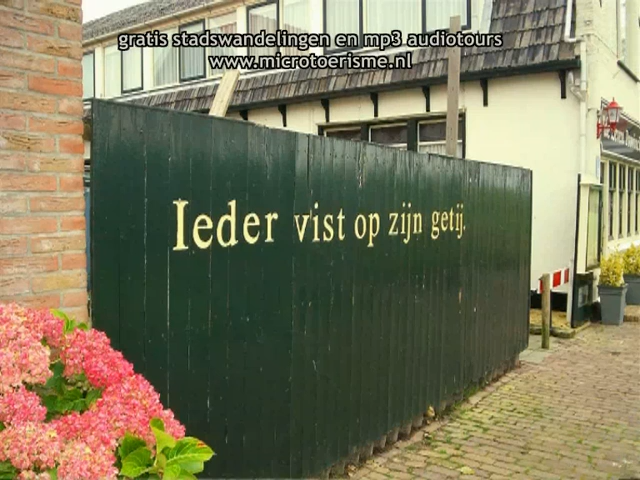 gratis stadswandelingen en mp3 audiotours
www.microtoerisme.nl
Ieder vist op zijn getij.